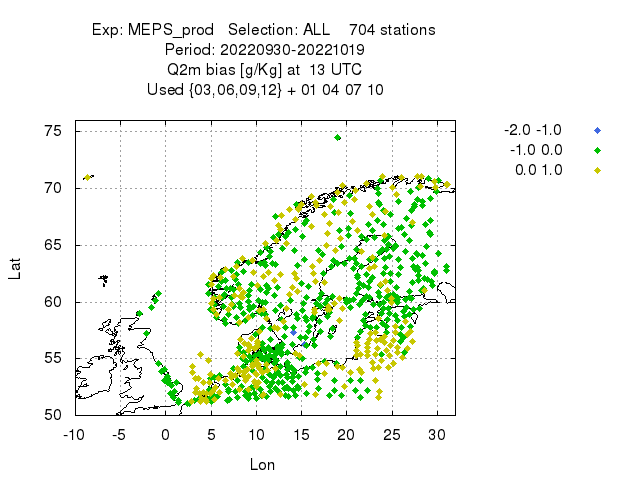 Exp: MEPS_prod   Selection: ALL    704 stations
Period: 20220930-20221019
Q2m bias [g/Kg] at  13 UTC
Used {03,06,09,12} + 01 04 07 10
-2.0 -1.0
-1.0 0.0
0.0 1.0
75
70
65
60
55
50
Lat
-10 -5 0 5 10 15 20 25 30
Lon